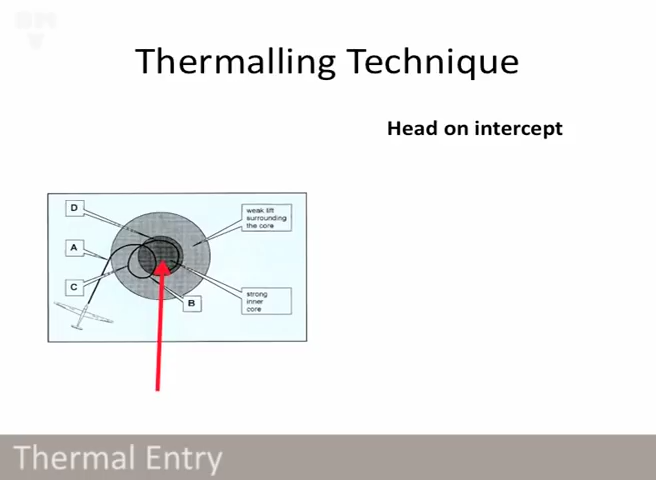 Thermalling Technique
Head on intercept
D
A
C
B
weak lift
surrounding
the core
strong
inner
core
Thermal Entry